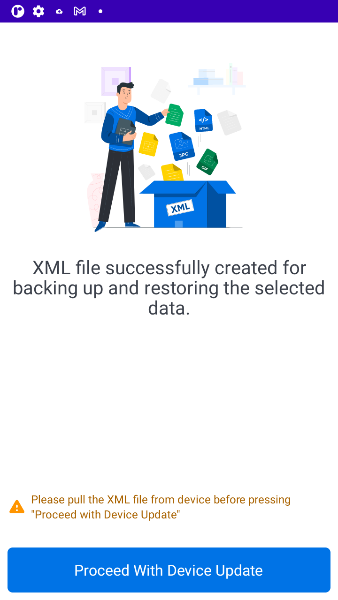 HTML
XML
XML file successfully created for
backing up and restoring the selected
data.
Please pull the XML file from device before pressing
"Proceed with Device Update"
Proceed With Device Update